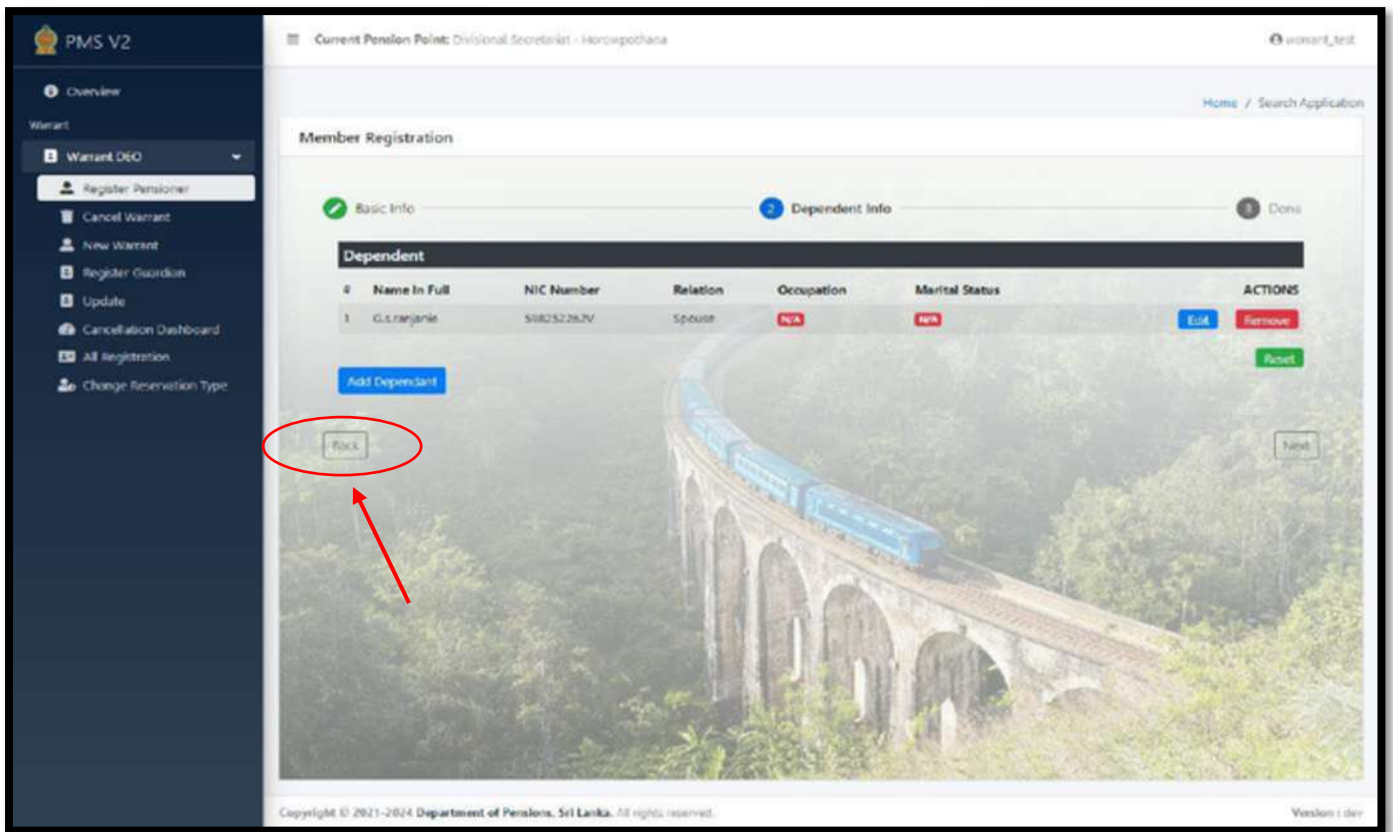 PMS V2
Current Pension Point: Divisional Secretariat - Horowpothana
Overview
Home / Search Application
Warrant
Member Registration
Warrant DEO
Register Pensioner
Cancel Warrant
New Warrant
Register Guardian
Update
Cancellation Dashboard
All Registration
Change Reservation Type
Basic Info
2 Dependent Info
3 Done
Dependent
# Name In Full NIC Number Relation Occupation Marital Status ACTIONS
1 G.s.ranjanie Spouse N/A N/A Edit Remove
Reset
Add Dependant
Back
Next
Copyright © 2021-2024 Department of Pensions, Sri Lanka. All rights reserved.
Version : dev